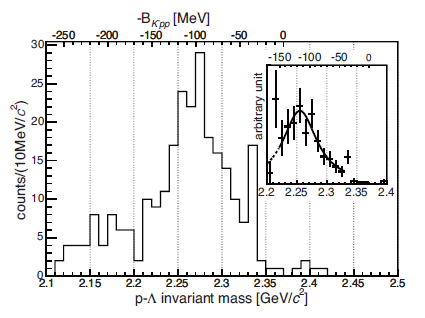 -B_Kpp [MeV]
-250 -200 -150 -100 -50 0
30
25
20
15
10
5
0
counts/(10MeV/c²)
2.1 2.15 2.2 2.25 2.3 2.35 2.4 2.45 2.5
p-Λ invariant mass [GeV/c²]
-150 -100 -50 0
arbitrary unit
2.2 2.25 2.3 2.35 2.4